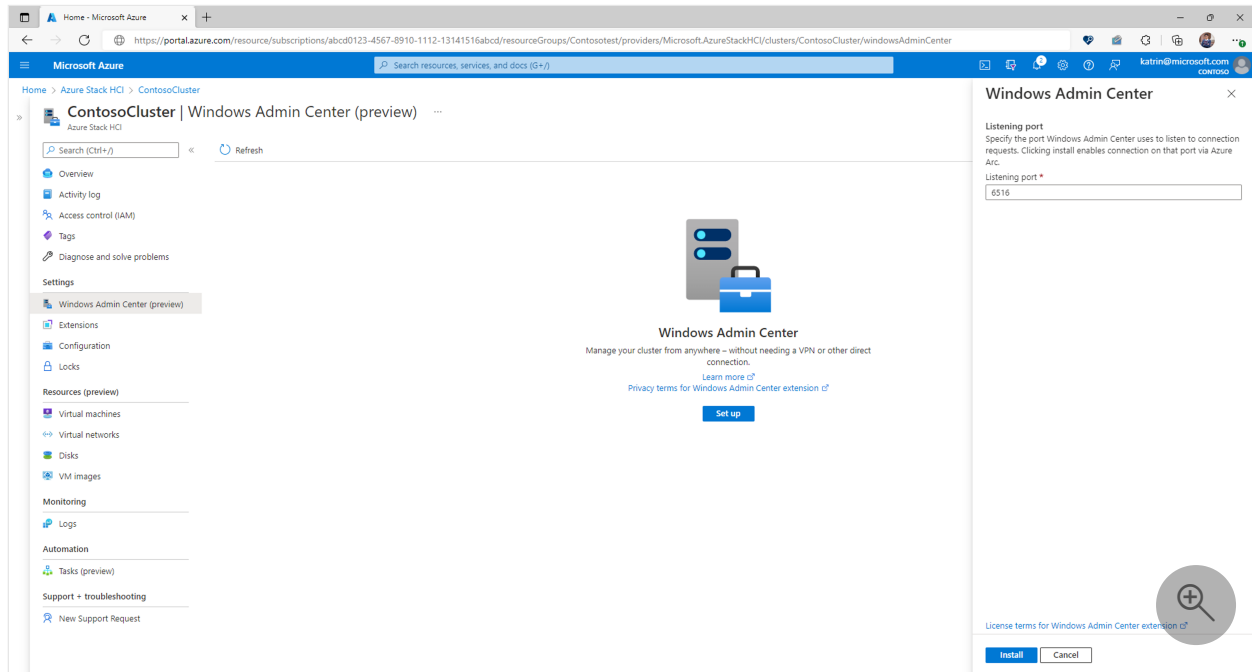 Home - Microsoft Azure
https://portal.azure.com/resource/subscriptions/abcd0123-4567-8910-1112-13141516abcd/resourceGroups/Contosotest/providers/Microsoft.AzureStackHCI/clusters/ContosoCluster/windowsAdminCenter
Microsoft Azure
Search resources, services, and docs (G+/)
2
katrin@microsoft.com
CONTOSO
Home > Azure Stack HCI > ContosoCluster
ContosoCluster | Windows Admin Center (preview) ...
Azure Stack HCI
Search (Ctrl+/)
Refresh
Overview
Activity log
Access control (IAM)
Tags
Diagnose and solve problems
Settings
Windows Admin Center (preview)
Extensions
Configuration
Locks
Resources (preview)
Virtual machines
Virtual networks
Disks
VM images
Monitoring
Logs
Automation
Tasks (preview)
Support + troubleshooting
New Support Request
Windows Admin Center
Manage your cluster from anywhere – without needing a VPN or other direct
connection.
Learn more
Privacy terms for Windows Admin Center extension
Set up
Windows Admin Center
Listening port
Specify the port Windows Admin Center uses to listen to connection
requests. Clicking install enables connection on that port via Azure
Arc.
Listening port *
6516
License terms for Windows Admin Center extension
Install
Cancel